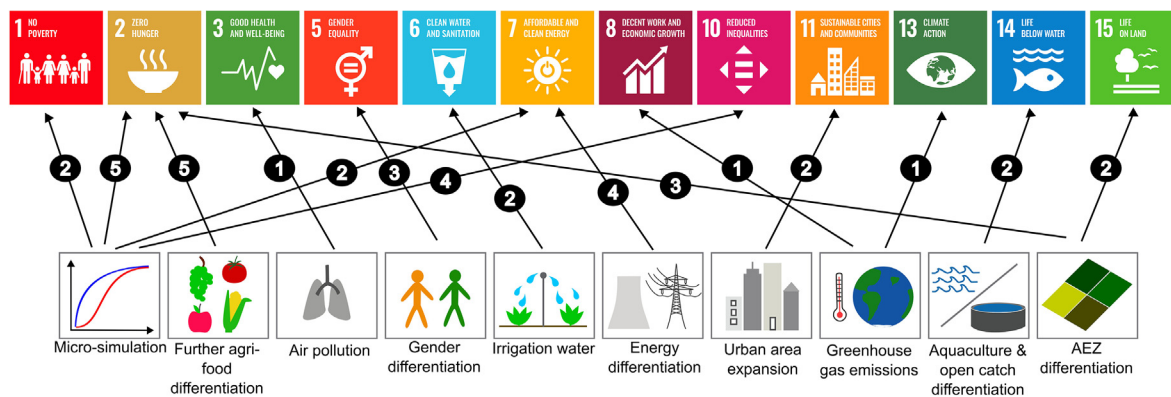 1 NO POVERTY
2 ZERO HUNGER
3 GOOD HEALTH AND WELL-BEING
5 GENDER EQUALITY
6 CLEAN WATER AND SANITATION
7 AFFORDABLE AND CLEAN ENERGY
8 DECENT WORK AND ECONOMIC GROWTH
10 REDUCED INEQUALITIES
11 SUSTAINABLE CITIES AND COMMUNITIES
13 CLIMATE ACTION
14 LIFE BELOW WATER
15 LIFE ON LAND
2
5
5
1
2
3
4
2
4
2
1
3
1
2
2
Micro-simulation
Further agri-
food
differentiation
Air pollution
Gender
differentiation
Irrigation water
Energy
differentiation
Urban area
expansion
Greenhouse
gas emissions
Aquaculture &
open catch
differentiation
AEZ
differentiation